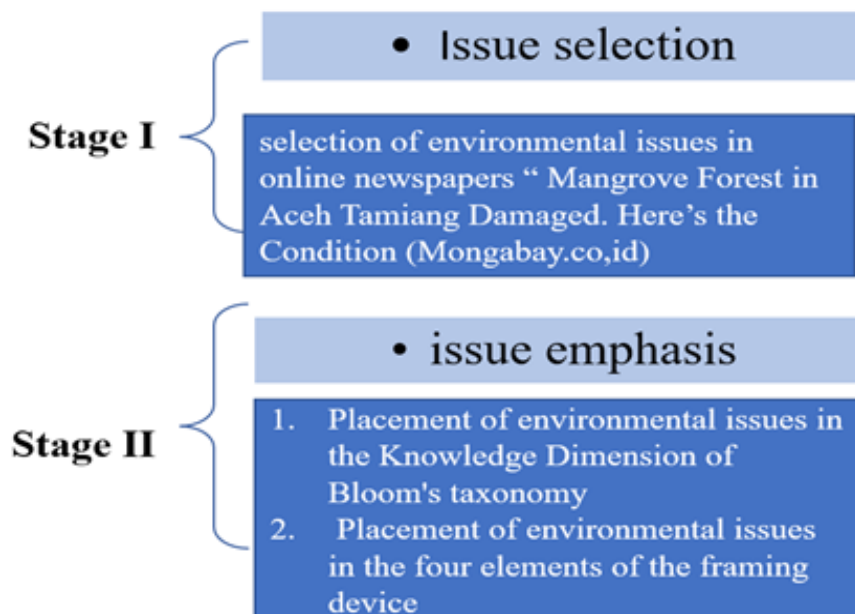 • Issue selection
Stage I
selection of environmental issues in
online newspapers “ Mangrove Forest in
Aceh Tamiang Damaged. Here’s the
Condition (Mongabay.co,id)
• issue emphasis
Stage II
1. Placement of environmental issues in
the Knowledge Dimension of
Bloom's taxonomy
2. Placement of environmental issues
in the four elements of the framing
device